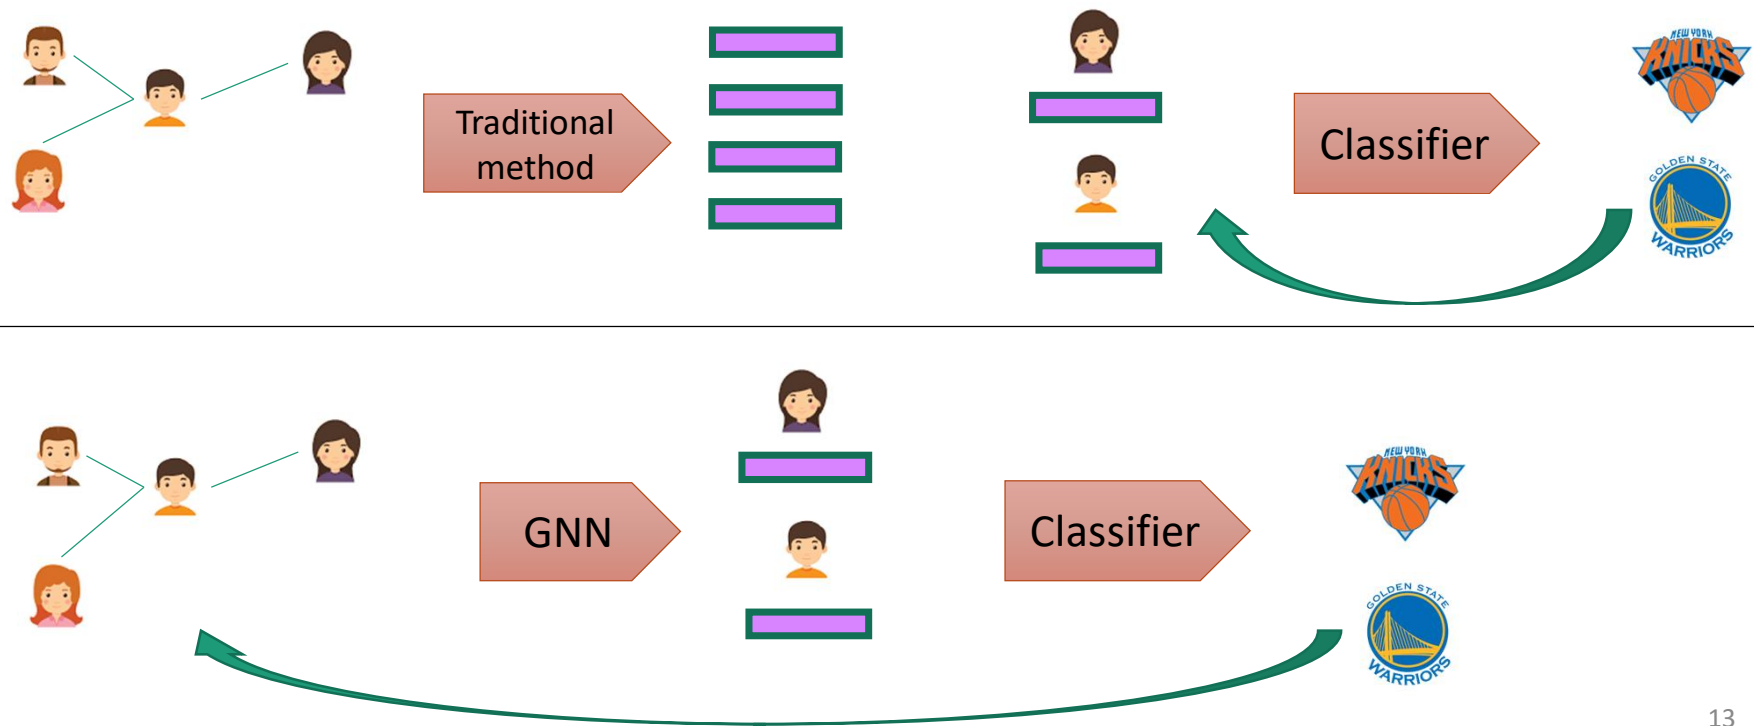 NEW YORK
KNICKS
Traditional
method
Classifier
GOLDEN STATE
WARRIORS
NEW YORK
KNICKS
GNN
Classifier
GOLDEN STATE
WARRIORS
13